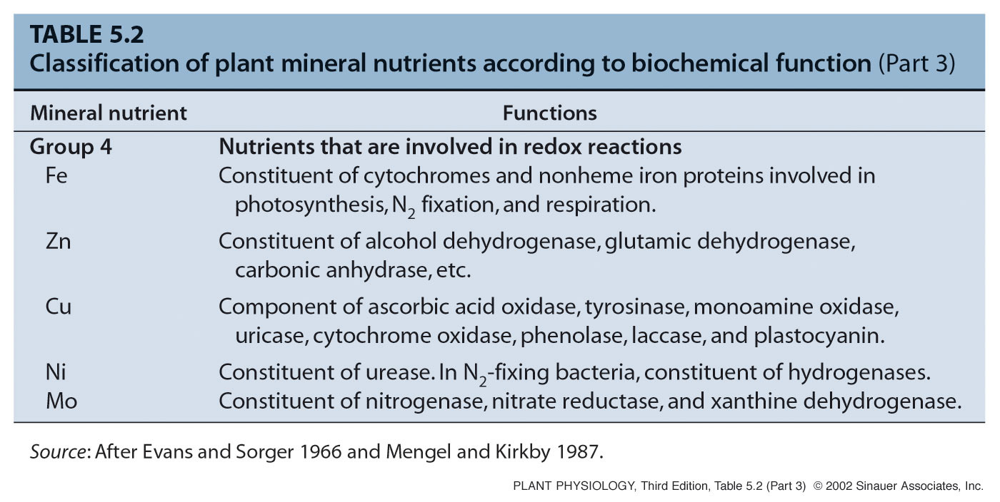 TABLE 5.2
Classification of plant mineral nutrients according to biochemical function (Part 3)
Mineral nutrient Functions
Group 4 Nutrients that are involved in redox reactions
Fe Constituent of cytochromes and nonheme iron proteins involved in
photosynthesis, N2 fixation, and respiration.
Zn Constituent of alcohol dehydrogenase, glutamic dehydrogenase,
carbonic anhydrase, etc.
Cu Component of ascorbic acid oxidase, tyrosinase, monoamine oxidase,
uricase, cytochrome oxidase, phenolase, laccase, and plastocyanin.
Ni Constituent of urease. In N2-fixing bacteria, constituent of hydrogenases.
Mo Constituent of nitrogenase, nitrate reductase, and xanthine dehydrogenase.
Source: After Evans and Sorger 1966 and Mengel and Kirkby 1987.
PLANT PHYSIOLOGY, Third Edition, Table 5.2 (Part 3) © 2002 Sinauer Associates, Inc.